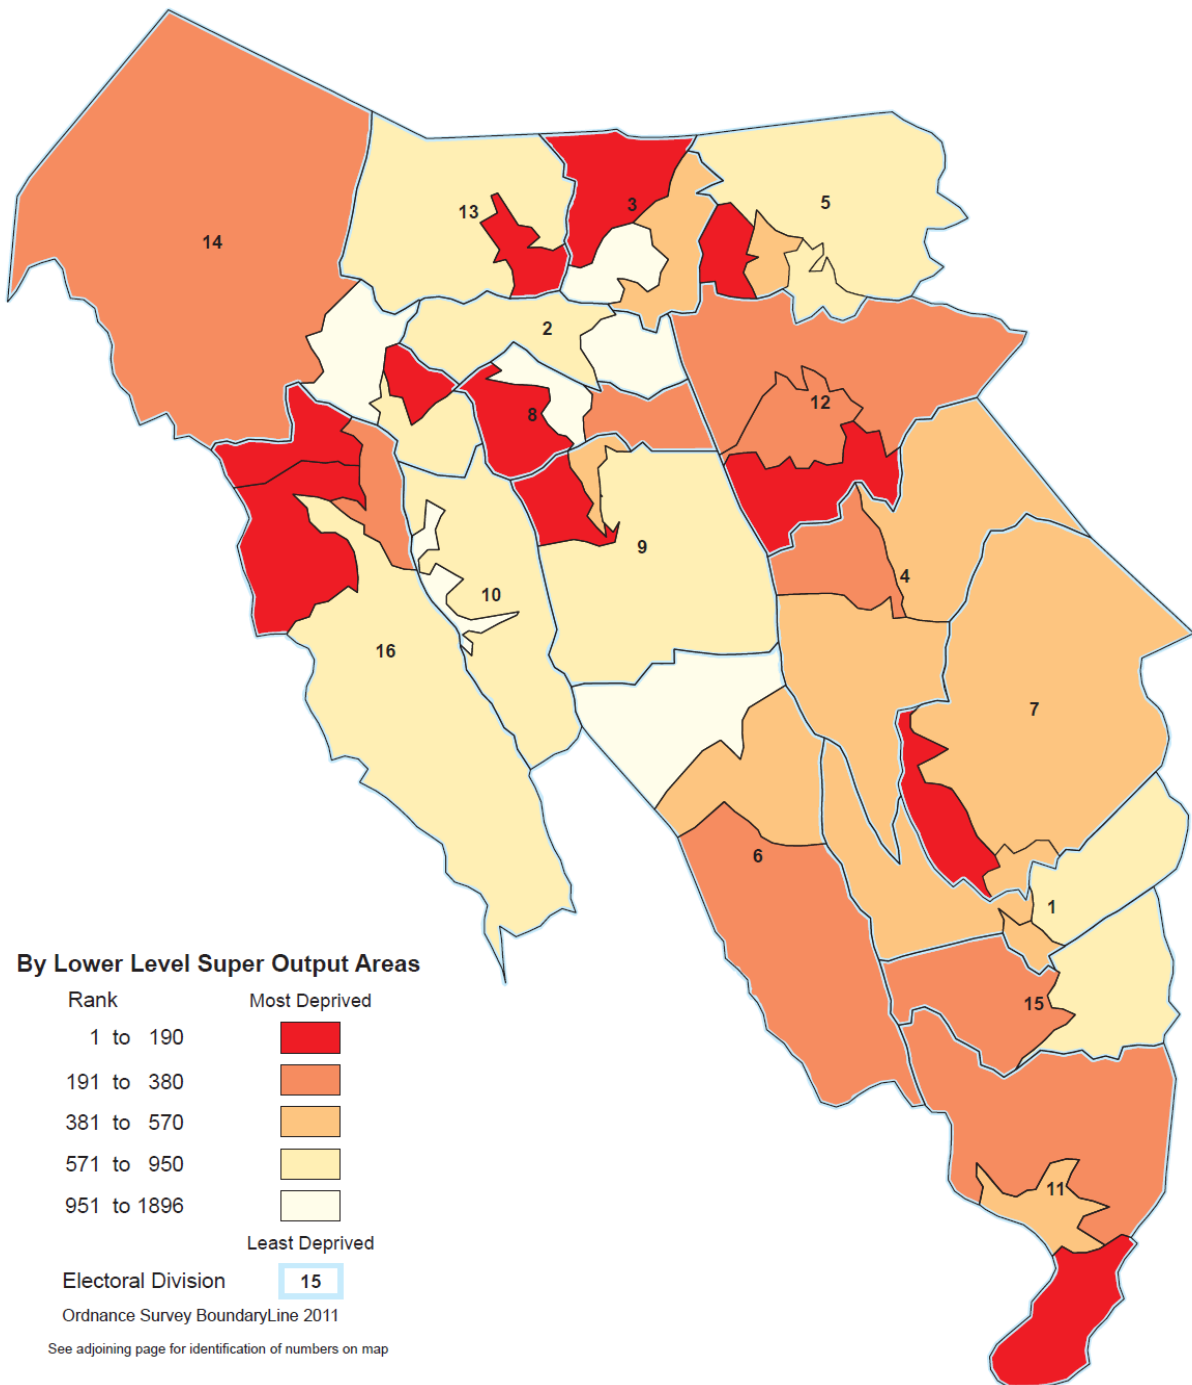 14
13
3
5
2
12
8
9
4
10
16
7
6
1
15
11
By Lower Level Super Output Areas
Rank Most Deprived
1 to 190
191 to 380
381 to 570
571 to 950
951 to 1896
Least Deprived
Electoral Division 15
Ordnance Survey BoundaryLine 2011
See adjoining page for identification of numbers on map